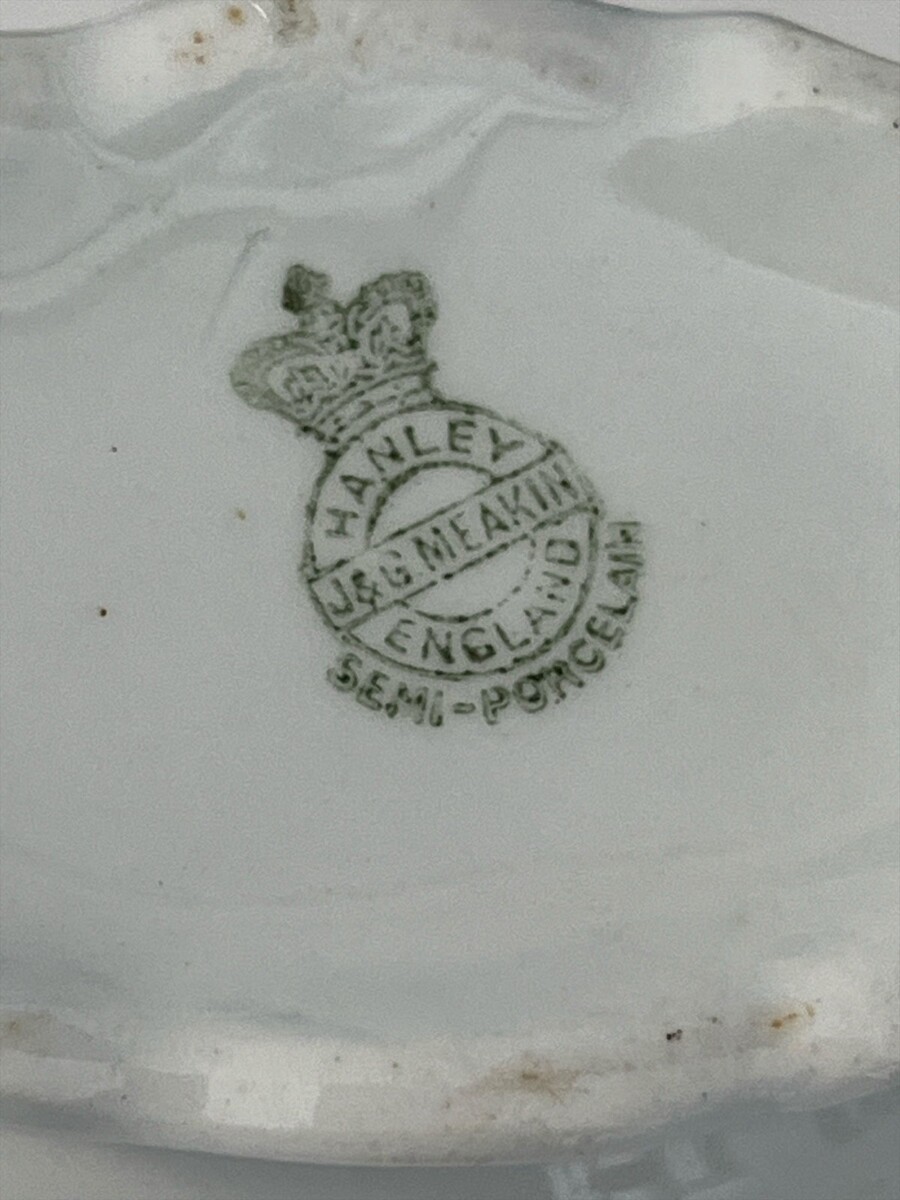 HANLEY
J&G MEAKIN
ENGLAND
SEMI-PORCELAIN